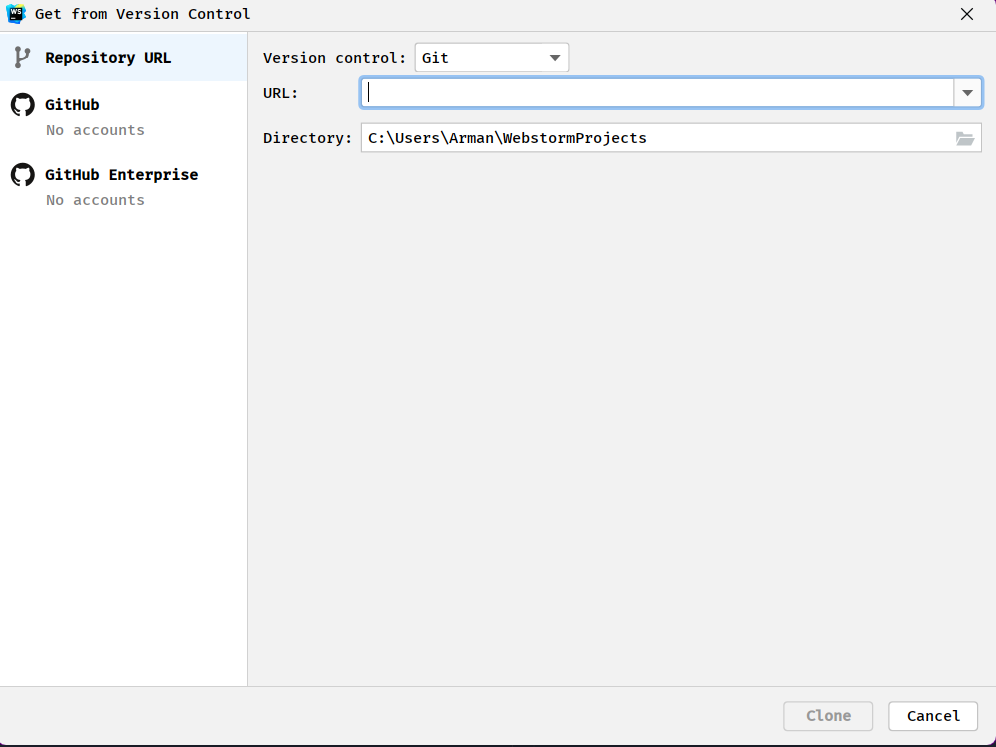 WS Get from Version Control
Repository URL
GitHub
No accounts
GitHub Enterprise
No accounts
Version control: Git
URL:
Directory: C:\Users\Arman\WebstormProjects
Clone Cancel